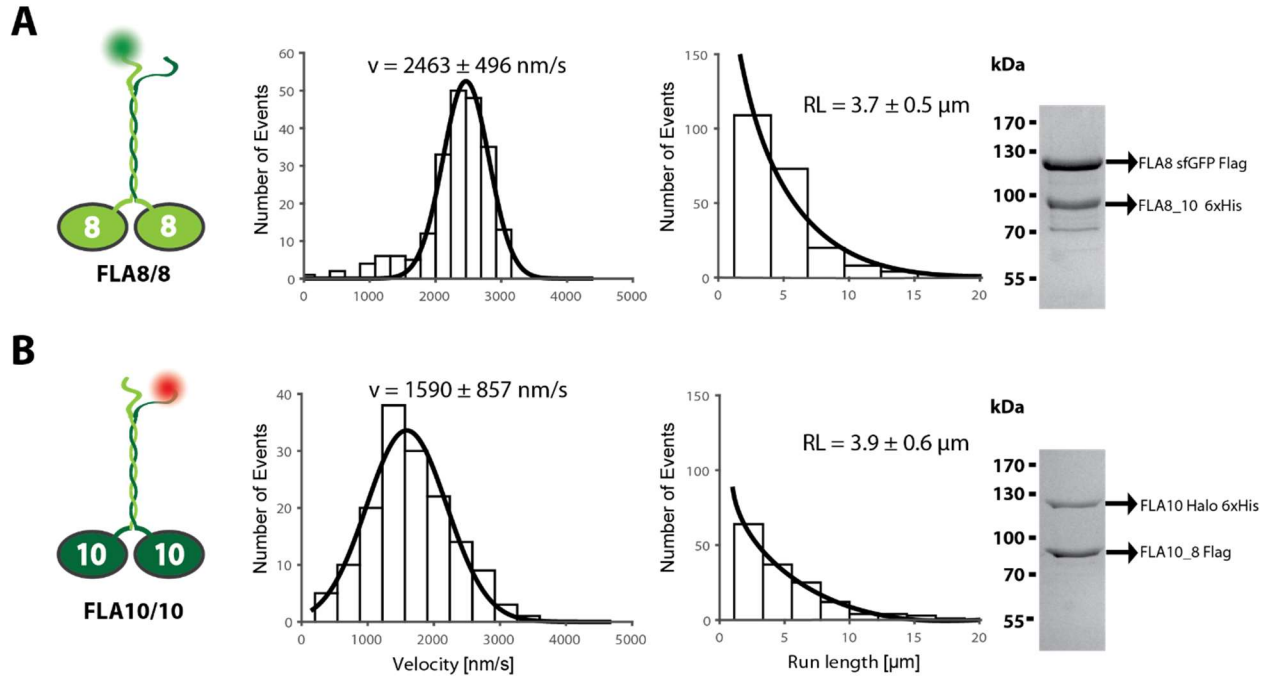 A
8 8
FLA8/8
v = 2463 ± 496 nm/s
Number of Events
60
50
40
30
20
10
0
0 1000 2000 3000 4000 5000
RL = 3.7 ± 0.5 µm
Number of Events
150
100
50
0
0 5 10 15 20
kDa
170
130
100
70
55
FLA8 sfGFP Flag
FLA8_10 6xHis
B
10 10
FLA10/10
v = 1590 ± 857 nm/s
Number of Events
40
30
20
10
0
0 1000 2000 3000 4000 5000
Velocity [nm/s]
RL = 3.9 ± 0.6 µm
Number of Events
150
100
50
0
0 5 10 15 20
Run length [µm]
kDa
170
130
100
70
55
FLA10 Halo 6xHis
FLA10_8 Flag